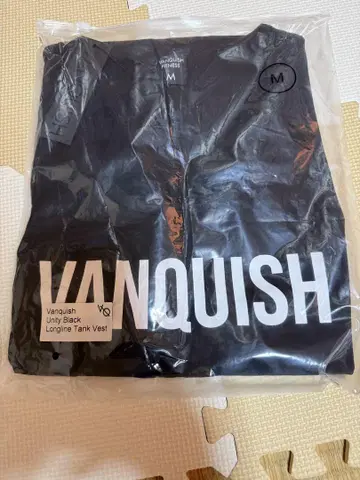 VANQUISH
FITNESS
M
M
VANQUISH
Vanquish
Unity Black
Longline Tank Vest